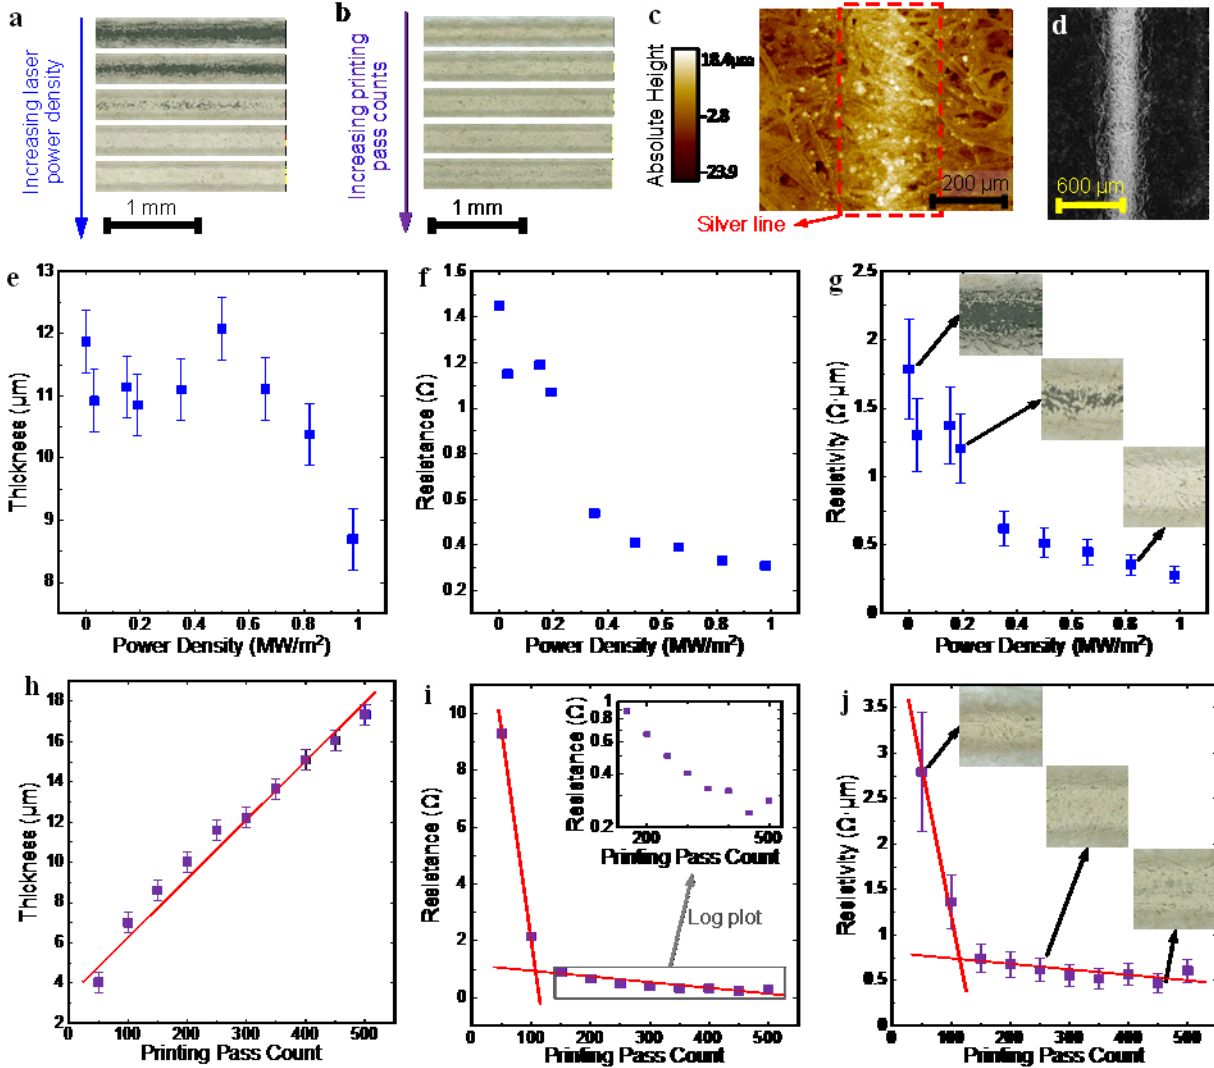 a
Increasing laser
power density
1 mm
b
Increasing printing
pass counts
1 mm
c
Absolute Height
18.4µm
-2.8
-23.9
200 µm
Silver line
d
600 µm
e
Thickness (µm)
13
12
11
10
9
8
0 0.2 0.4 0.6 0.8 1
Power Density (MW/m²)
f
Resistance (Ω)
1.6
1.4
1.2
1
0.8
0.6
0.4
0.2
0 0.2 0.4 0.6 0.8 1
Power Density (MW/m²)
g
Resistivity (Ω·µm)
2.5
2
1.5
1
0.5
0
0 0.2 0.4 0.6 0.8 1
Power Density (MW/m²)
h
Thickness (µm)
18
16
14
12
10
8
6
4
2
0 100 200 300 400 500
Printing Pass Count
i
Resistance (Ω)
10
8
6
4
2
0
0 100 200 300 400 500
Printing Pass Count
Resistance (Ω)
1
0.8
0.6
0.4
0.2
200 500
Printing Pass Count
Log plot
j
Resistivity (Ω·µm)
3.5
3
2.5
2
1.5
1
0.5
0
0 100 200 300 400 500
Printing Pass Count